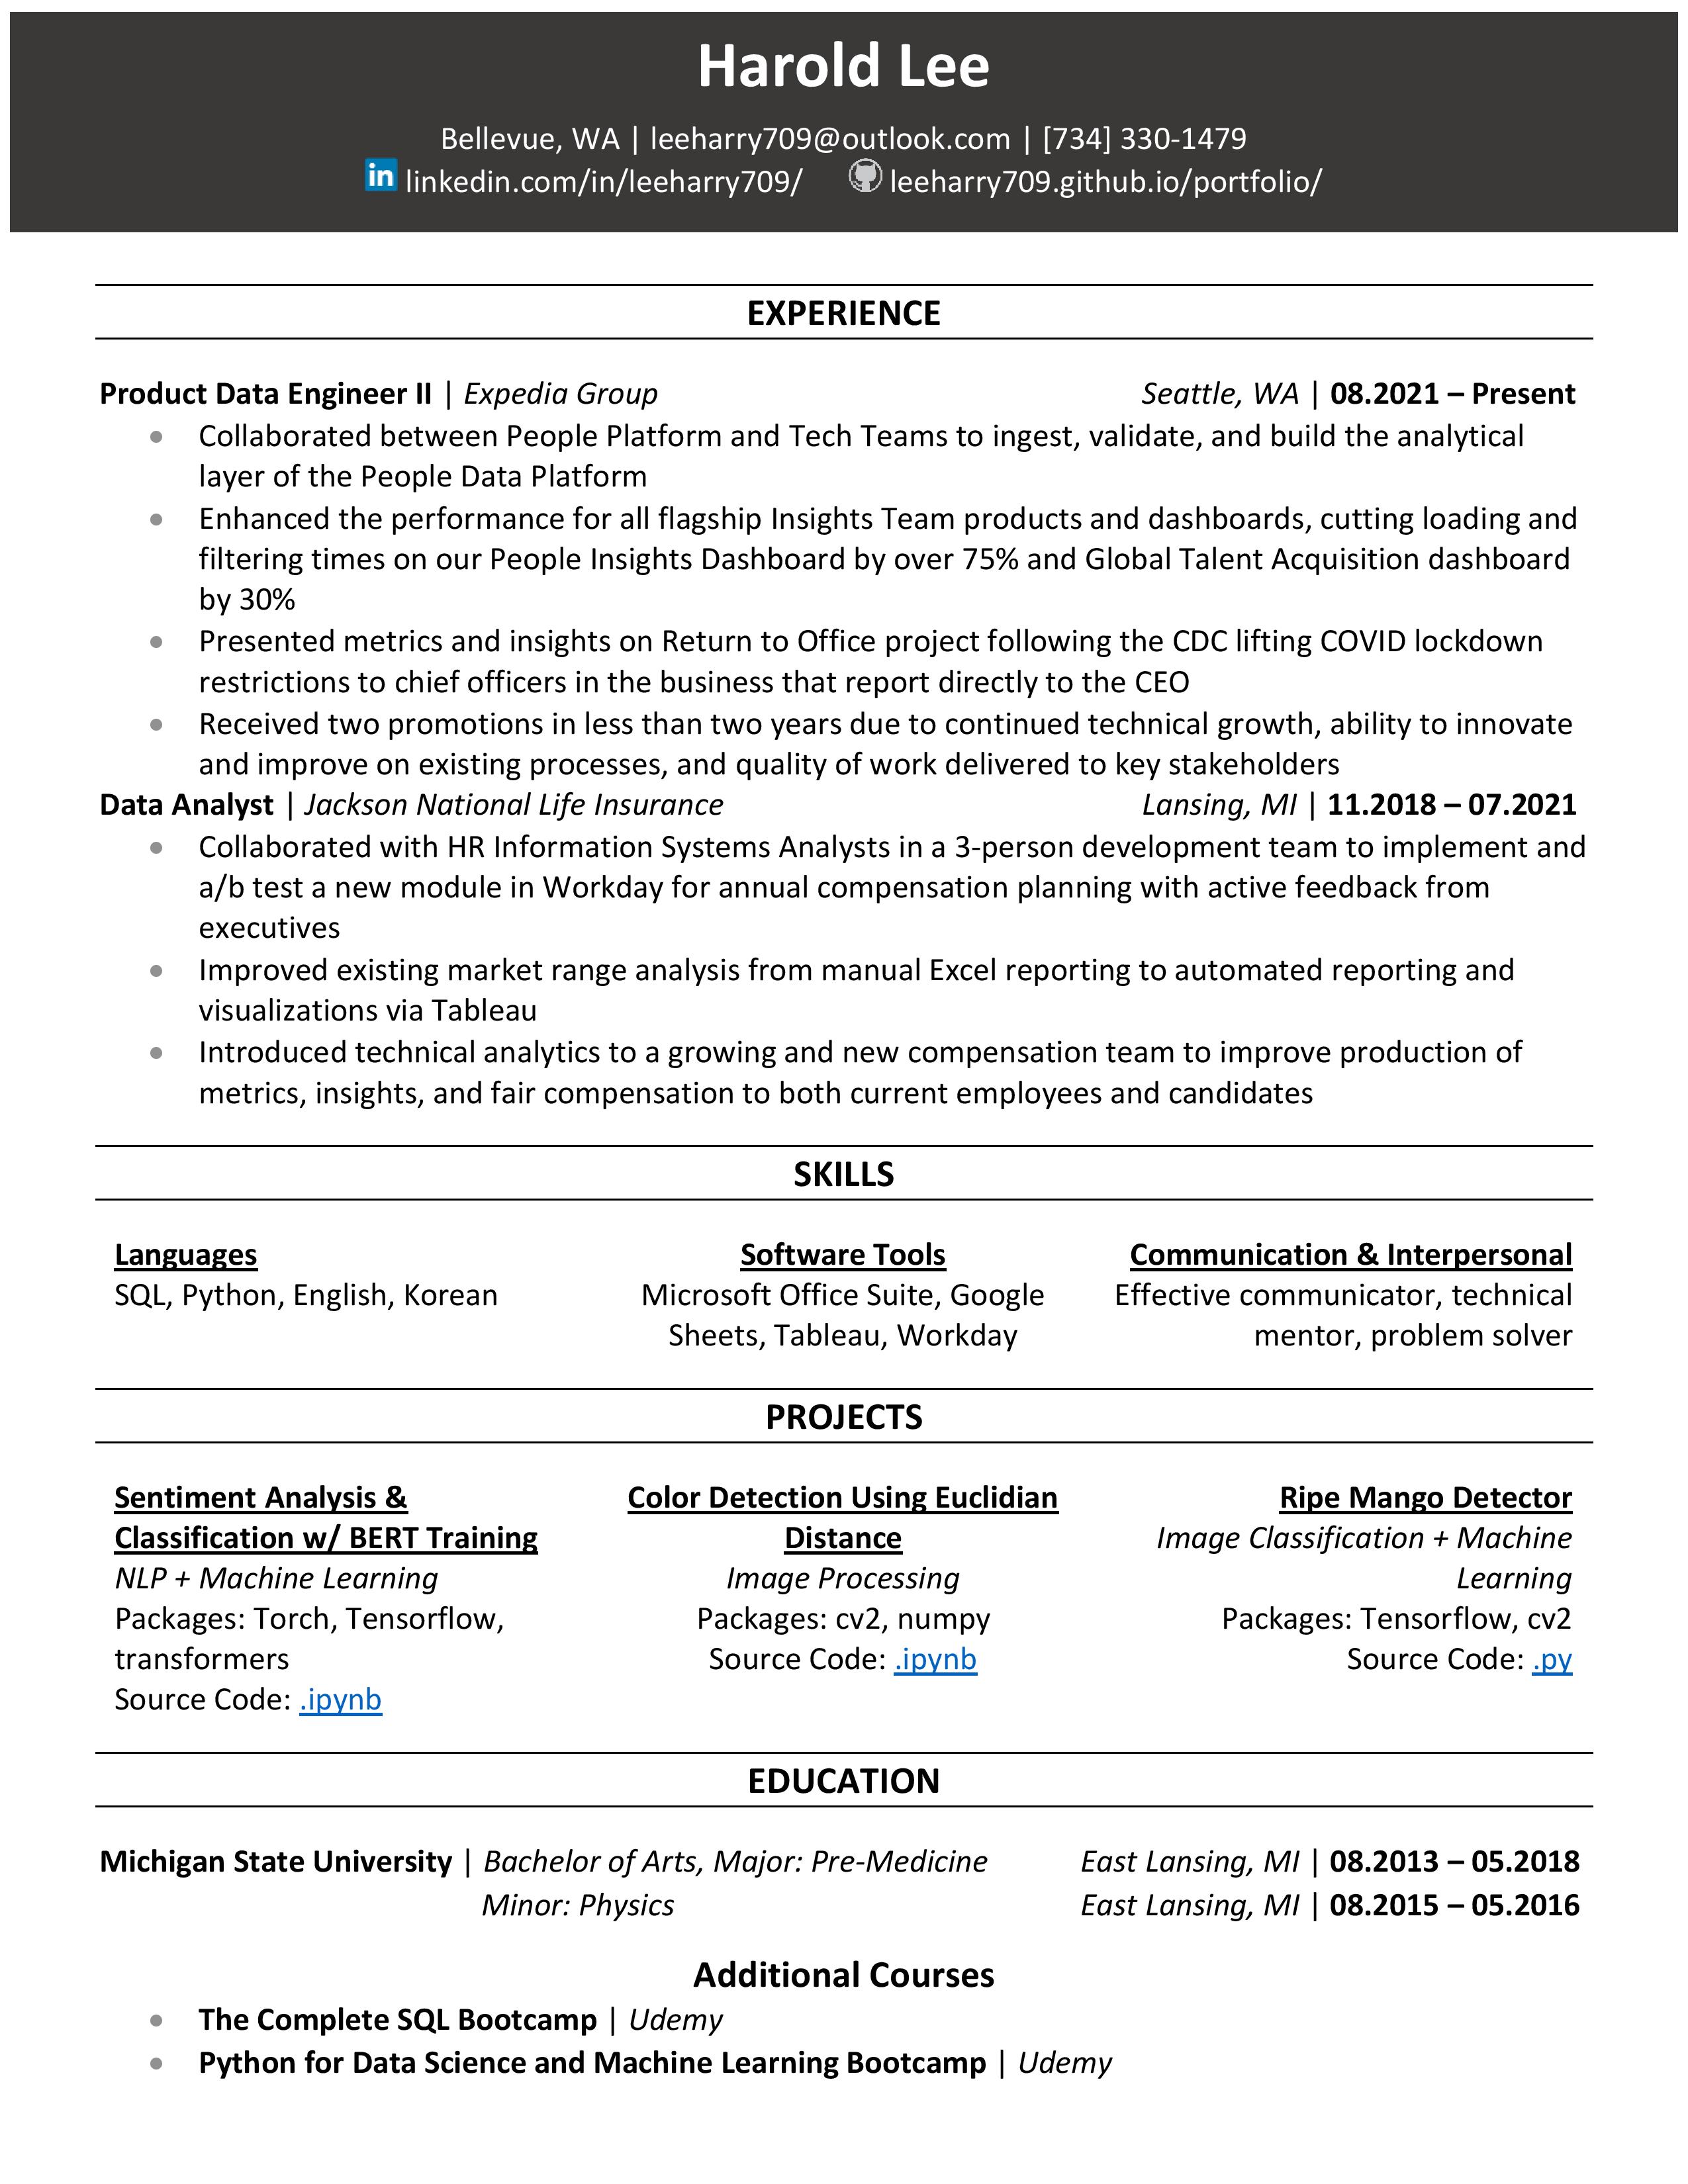 Harold Lee
Bellevue, WA | leeharry709@outlook.com | [734] 330-1479
in linkedin.com/in/leeharry709/ leeharry709.github.io/portfolio/
EXPERIENCE
Product Data Engineer II | Expedia Group Seattle, WA | 08.2021 – Present
• Collaborated between People Platform and Tech Teams to ingest, validate, and build the analytical
layer of the People Data Platform
• Enhanced the performance for all flagship Insights Team products and dashboards, cutting loading and
filtering times on our People Insights Dashboard by over 75% and Global Talent Acquisition dashboard
by 30%
• Presented metrics and insights on Return to Office project following the CDC lifting COVID lockdown
restrictions to chief officers in the business that report directly to the CEO
• Received two promotions in less than two years due to continued technical growth, ability to innovate
and improve on existing processes, and quality of work delivered to key stakeholders
Data Analyst | Jackson National Life Insurance Lansing, MI | 11.2018 – 07.2021
• Collaborated with HR Information Systems Analysts in a 3-person development team to implement and
a/b test a new module in Workday for annual compensation planning with active feedback from
executives
• Improved existing market range analysis from manual Excel reporting to automated reporting and
visualizations via Tableau
• Introduced technical analytics to a growing and new compensation team to improve production of
metrics, insights, and fair compensation to both current employees and candidates
SKILLS
Languages
SQL, Python, English, Korean
Software Tools
Microsoft Office Suite, Google
Sheets, Tableau, Workday
Communication & Interpersonal
Effective communicator, technical
mentor, problem solver
PROJECTS
Sentiment Analysis &
Classification w/ BERT Training
NLP + Machine Learning
Packages: Torch, Tensorflow,
transformers
Source Code: .ipynb
Color Detection Using Euclidian
Distance
Image Processing
Packages: cv2, numpy
Source Code: .ipynb
Ripe Mango Detector
Image Classification + Machine
Learning
Packages: Tensorflow, cv2
Source Code: .py
EDUCATION
Michigan State University | Bachelor of Arts, Major: Pre-Medicine East Lansing, MI | 08.2013 – 05.2018
Minor: Physics East Lansing, MI | 08.2015 – 05.2016
Additional Courses
• The Complete SQL Bootcamp | Udemy
• Python for Data Science and Machine Learning Bootcamp | Udemy